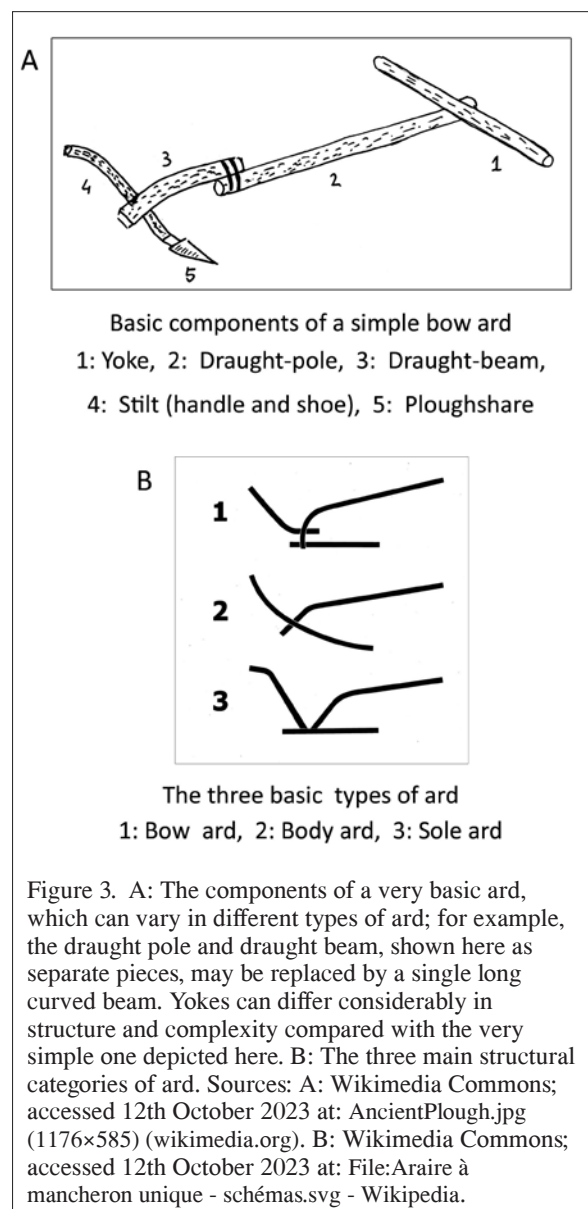 A
3
4
2
1
5
Basic components of a simple bow ard
1: Yoke, 2: Draught-pole, 3: Draught-beam,
4: Stilt (handle and shoe), 5: Ploughshare
B
1
2
3
The three basic types of ard
1: Bow ard, 2: Body ard, 3: Sole ard
Figure 3. A: The components of a very basic ard,
which can vary in different types of ard; for example,
the draught pole and draught beam, shown here as
separate pieces, may be replaced by a single long
curved beam. Yokes can differ considerably in
structure and complexity compared with the very
simple one depicted here. B: The three main structural
categories of ard. Sources: A: Wikimedia Commons;
accessed 12th October 2023 at: AncientPlough.jpg
(1176×585) (wikimedia.org). B: Wikimedia Commons;
accessed 12th October 2023 at: File:Araire à
mancheron unique - schémas.svg - Wikipedia.